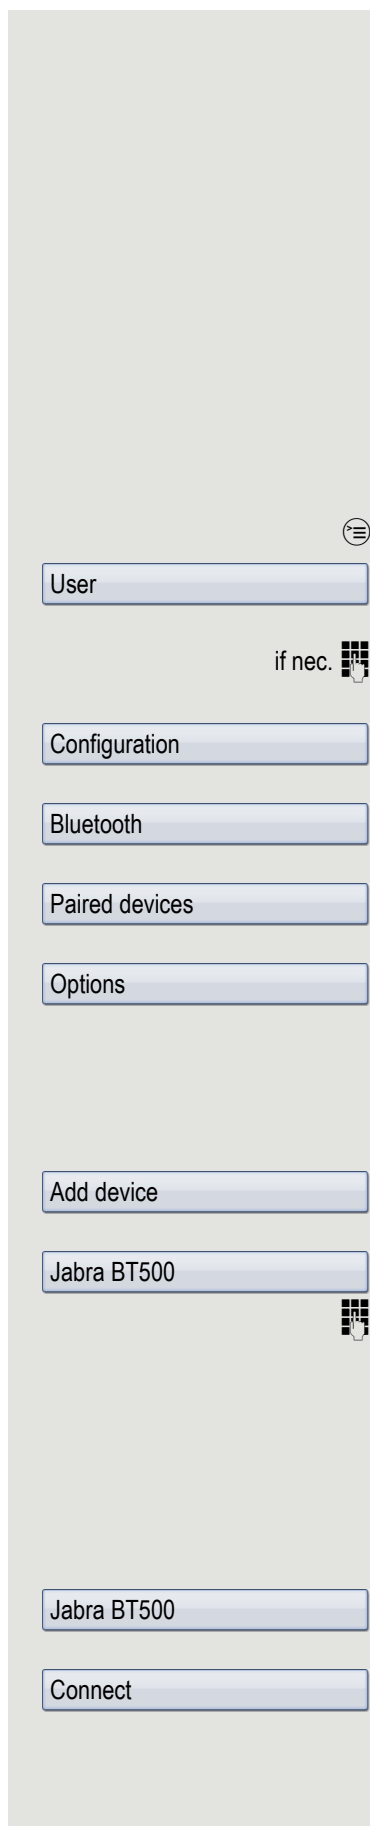 User
if nec.
Configuration
Bluetooth
Paired devices
Options
Add device
Jabra BT500
Jabra BT500
Connect